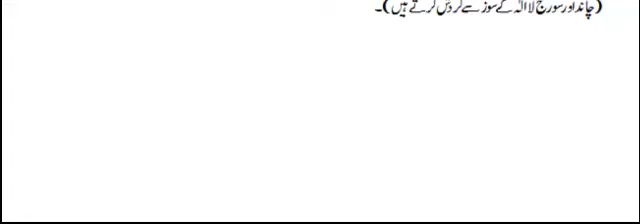 (چاند اور سورج لا الٰہ کے سوز سے گردش کرتے ہیں)۔